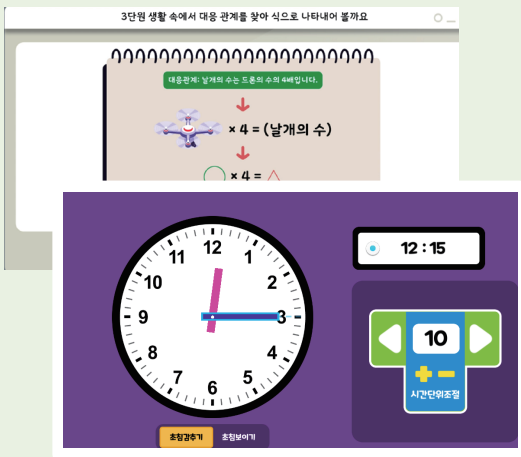 3단원 생활 속에서 대응 관계를 찾아 식으로 나타내어 볼까요
대응관계: 날개의 수는 드론의 수의 4배입니다.
× 4 = (날개의 수)
○ × 4 = △
12
1
2
3
4
5
6
7
8
9
10
11
12 : 15
10
시간단위조절
초침감추기
초침보이기